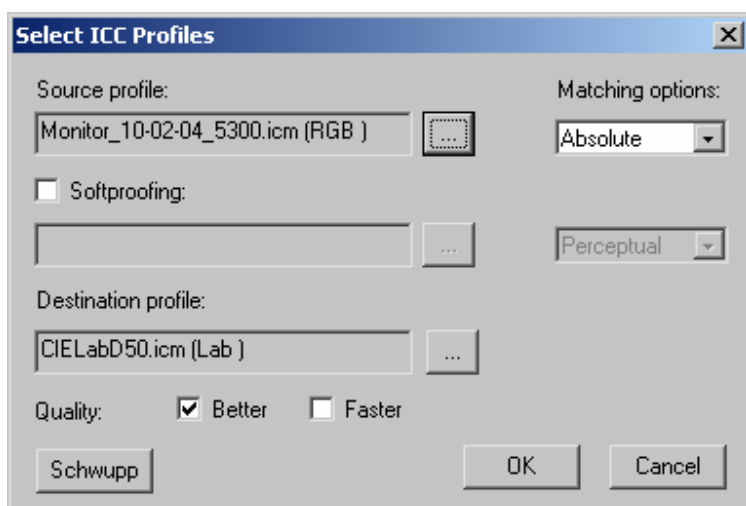 Select ICC Profiles
Source profile:
Matching options:
Monitor_10-02-04_5300.icm (RGB )
...
Absolute
Softproofing:
...
Perceptual
Destination profile:
CIELabD50.icm (Lab )
...
Quality:
Better
Faster
Schwupp
OK
Cancel